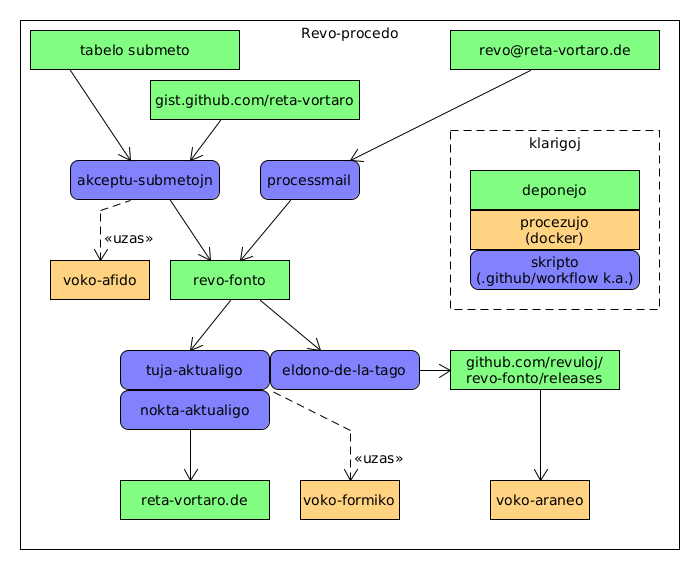 Revo-procedo
tabelo submeto
revo@reta-vortaro.de
gist.github.com/reta-vortaro
klarigoj
akceptu-submetojn
processmail
deponejo
procezujo
(docker)
«uzas»
skripto
(.github/workflow k.a.)
voko-afido
revo-fonto
tuja-aktualigo
eldono-de-la-tago
github.com/revuloj/
revo-fonto/releases
nokta-aktualigo
«uzas»
reta-vortaro.de
voko-formiko
voko-araneo